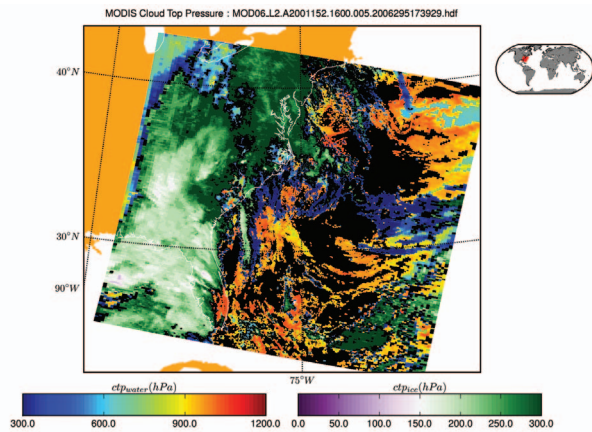 MODIS Cloud Top Pressure : MOD06_L2.A2001152.1600.005.2006295173929.hdf
40°N
30°N
90°W
75°W
ctp_water(hPa)
ctp_ice(hPa)
300.0 600.0 900.0 1200.0
0.0 50.0 100.0 150.0 200.0 250.0 300.0